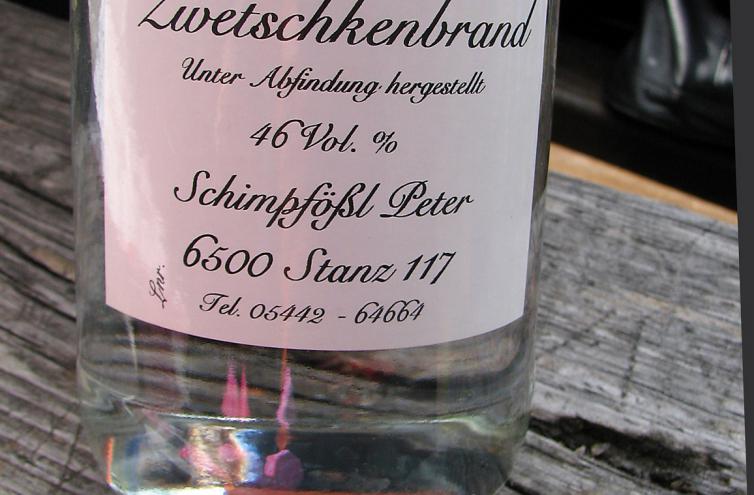 Zwetschkenbrand
Unter Abfindung hergestellt
46 Vol. %
Schimpfößl Peter
6500 Stanz 117
Tel. 05442 - 64664
Lnr.